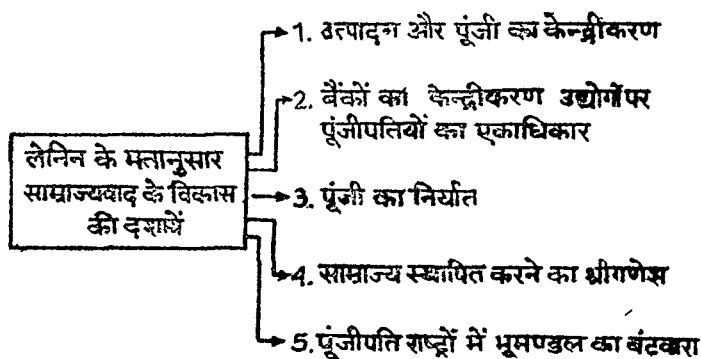 1. उत्पादन और पूंजी का केन्द्रीकरण
2. बैंकों का केन्द्रीकरण उद्योगों पर
पूंजीपतियों का एकाधिकार
लेनिन के मतानुसार
साम्राज्यवाद के विकास
की दशायें
3. पूंजी का निर्यात
4. साम्राज्य स्थापित करने का श्रीगणेस
5. पूंजीपति राष्ट्रों में भूमण्डल का बंटवारा